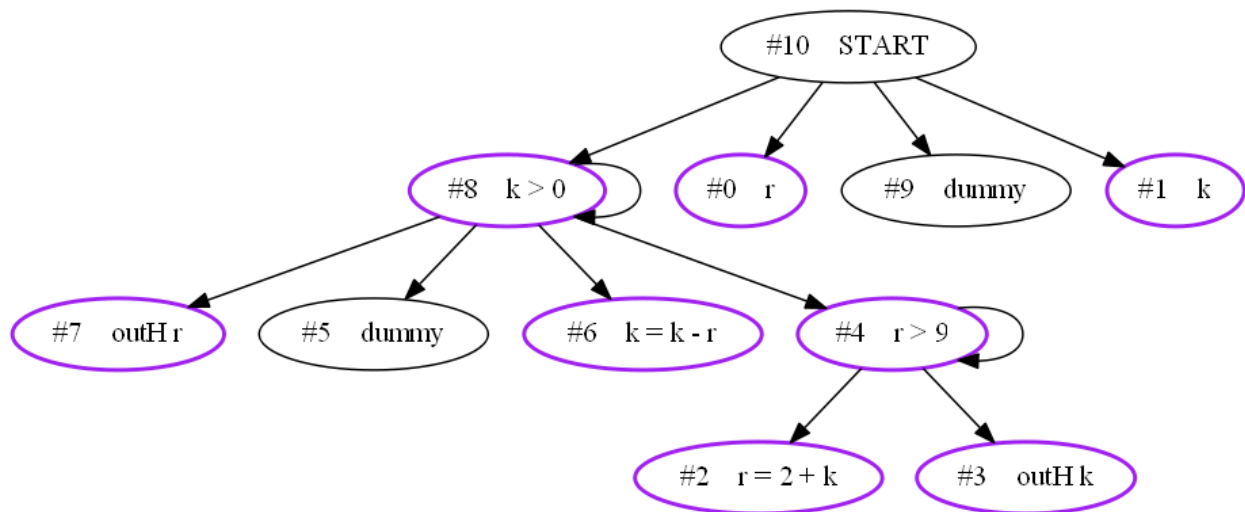 #10 START
#8 k > 0
#0 r
#9 dummy
#1 k
#7 outH r
#5 dummy
#6 k = k - r
#4 r > 9
#2 r = 2 + k
#3 outH k